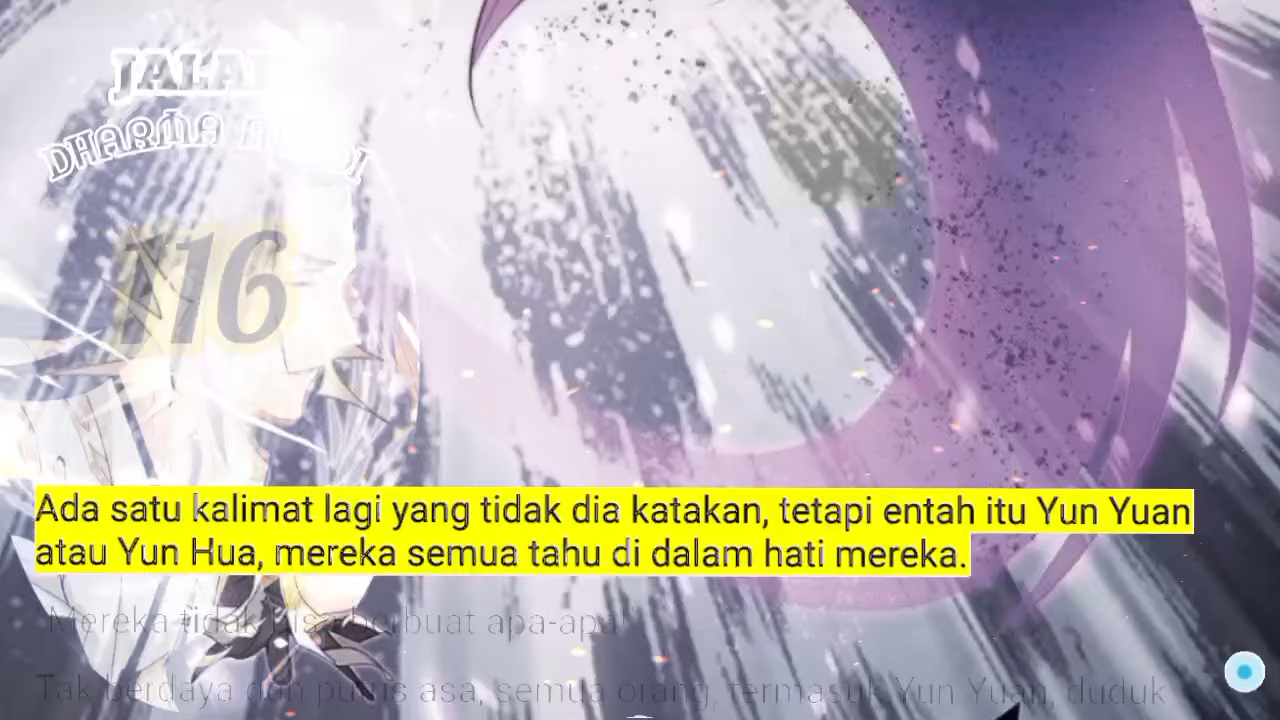 JALAN
DHARMA
116
Ada satu kalimat lagi yang tidak dia katakan, tetapi entah itu Yun Yuan
atau Yun Hua, mereka semua tahu di dalam hati mereka.
Mereka tidak bisa berbuat apa-apa!
Tak berdaya dan putus asa, semua orang, termasuk Yun Yuan, duduk